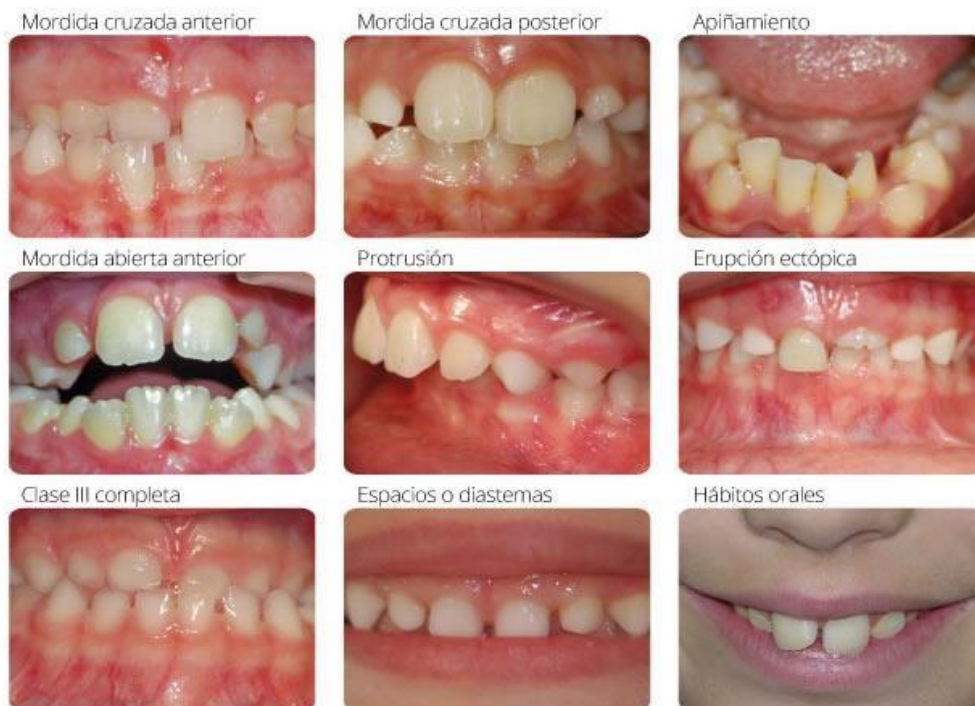 Mordida cruzada anterior
Mordida cruzada posterior
Apiñamiento
Mordida abierta anterior
Protrusión
Erupción ectópica
Clase III completa
Espacios o diastemas
Hábitos orales